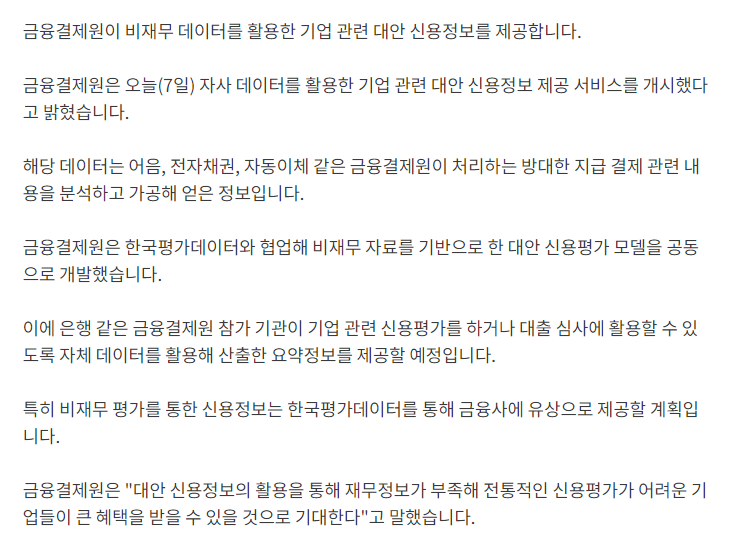 금융결제원이 비재무 데이터를 활용한 기업 관련 대안 신용정보를 제공합니다.
금융결제원은 오늘(7일) 자사 데이터를 활용한 기업 관련 대안 신용정보 제공 서비스를 개시했다
고 밝혔습니다.
해당 데이터는 어음, 전자채권, 자동이체 같은 금융결제원이 처리하는 방대한 지급 결제 관련 내
용을 분석하고 가공해 얻은 정보입니다.
금융결제원은 한국평가데이터와 협업해 비재무 자료를 기반으로 한 대안 신용평가 모델을 공동
으로 개발했습니다.
이에 은행 같은 금융결제원 참가 기관이 기업 관련 신용평가를 하거나 대출 심사에 활용할 수 있
도록 자체 데이터를 활용해 산출한 요약정보를 제공할 예정입니다.
특히 비재무 평가를 통한 신용정보는 한국평가데이터를 통해 금융사에 유상으로 제공할 계획입
니다.
금융결제원은 "대안 신용정보의 활용을 통해 재무정보가 부족해 전통적인 신용평가가 어려운 기
업들이 큰 혜택을 받을 수 있을 것으로 기대한다"고 말했습니다.